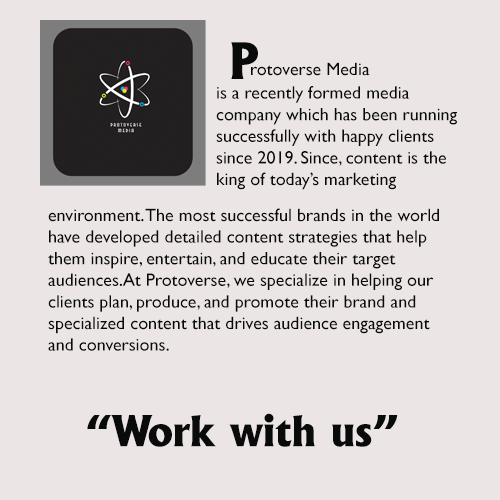 PROTOVERSE
MEDIA
Protoverse Media
is a recently formed media
company which has been running
successfully with happy clients
since 2019. Since, content is the
king of today's marketing
environment. The most successful brands in the world
have developed detailed content strategies that help
them inspire, entertain, and educate their target
audiences.At Protoverse, we specialize in helping our
clients plan, produce, and promote their brand and
specialized content that drives audience engagement
and conversions.
“Work with us”